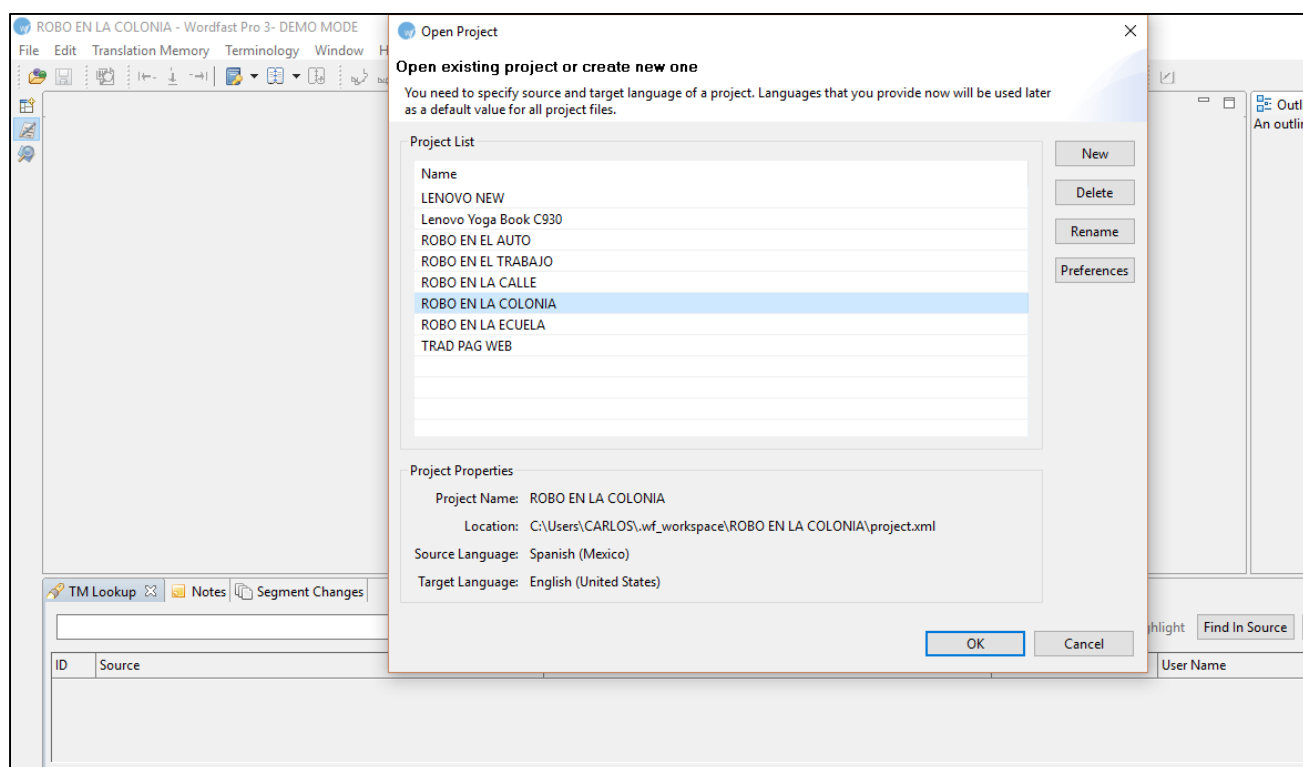 ROBO EN LA COLONIA - Wordfast Pro 3- DEMO MODE
File Edit Translation Memory Terminology Window H
Open Project
Open existing project or create new one
You need to specify source and target language of a project. Languages that you provide now will be used later
as a default value for all project files.
Project List
Name
LENOVO NEW
Lenovo Yoga Book C930
ROBO EN EL AUTO
ROBO EN EL TRABAJO
ROBO EN LA CALLE
ROBO EN LA COLONIA
ROBO EN LA ECUELA
TRAD PAG WEB
New
Delete
Rename
Preferences
Project Properties
Project Name: ROBO EN LA COLONIA
Location: C:\Users\CARLOS\.wf_workspace\ROBO EN LA COLONIA\project.xml
Source Language: Spanish (Mexico)
Target Language: English (United States)
OK Cancel
Outl
An outlin
TM Lookup Notes Segment Changes
hlight Find In Source
ID Source User Name